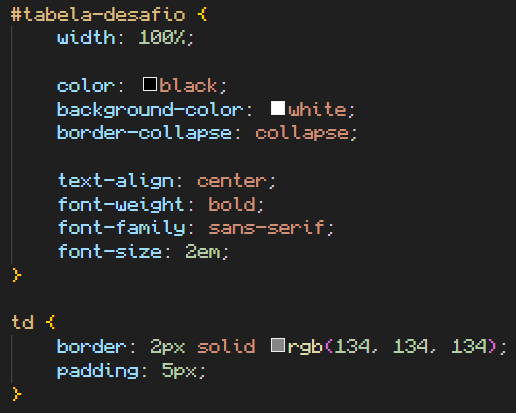 #tabela-desafio {
width: 100%;
color: black;
background-color: white;
border-collapse: collapse;
text-align: center;
font-weight: bold;
font-family: sans-serif;
font-size: 2em;
}
td {
border: 2px solid rgb(134, 134, 134);
padding: 5px;
}